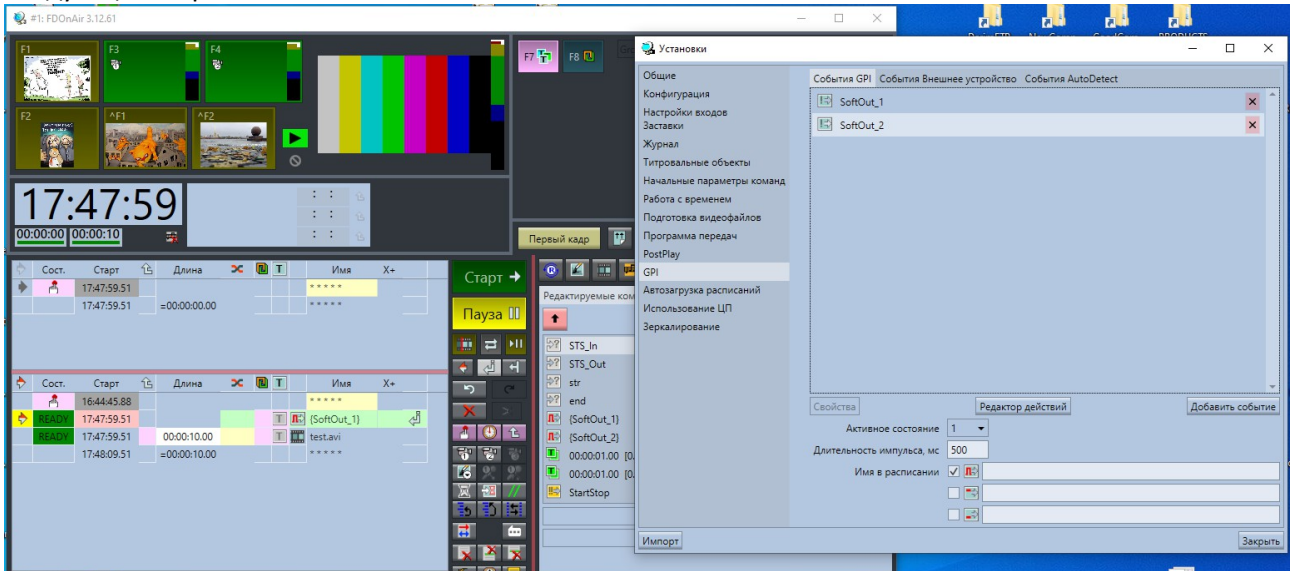 #1: FDOnAir 3.12.61
F1
F3
F4
F2
^F1
^F2
F7
F8
17:47:59
00:00:00 00:00:10
: :
: :
: :
Первый кадр
Сост. Старт Длина T Имя X+
17:47:59.51 * * * * *
17:47:59.51 =00:00:00.00 * * * * *
Сост. Старт Длина T Имя X+
16:44:45.88 * * * * *
READY 17:47:59.51 T {SoftOut_1}
READY 17:47:59.51 00:00:10.00 T test.avi
17:48:09.51 =00:00:10.00 * * * * *
Старт
Пауза
Редактируемые ком
STS_In
STS_Out
str
end
{SoftOut_1}
{SoftOut_2}
00:00:01.00 [0.
00:00:01.00 [0.
StartStop
Установки
Общие
Конфигурация
Настройки входов
Заставки
Журнал
Титровальные объекты
Начальные параметры команд
Работа с временем
Подготовка видеофайлов
Программа передач
PostPlay
GPI
Автозагрузка расписаний
Использование ЦП
Зеркалирование
События GPI События Внешнее устройство События AutoDetect
SoftOut_1
SoftOut_2
Свойства Редактор действий Добавить событие
Активное состояние 1
Длительность импульса, мс 500
Имя в расписании
Импорт Закрыть